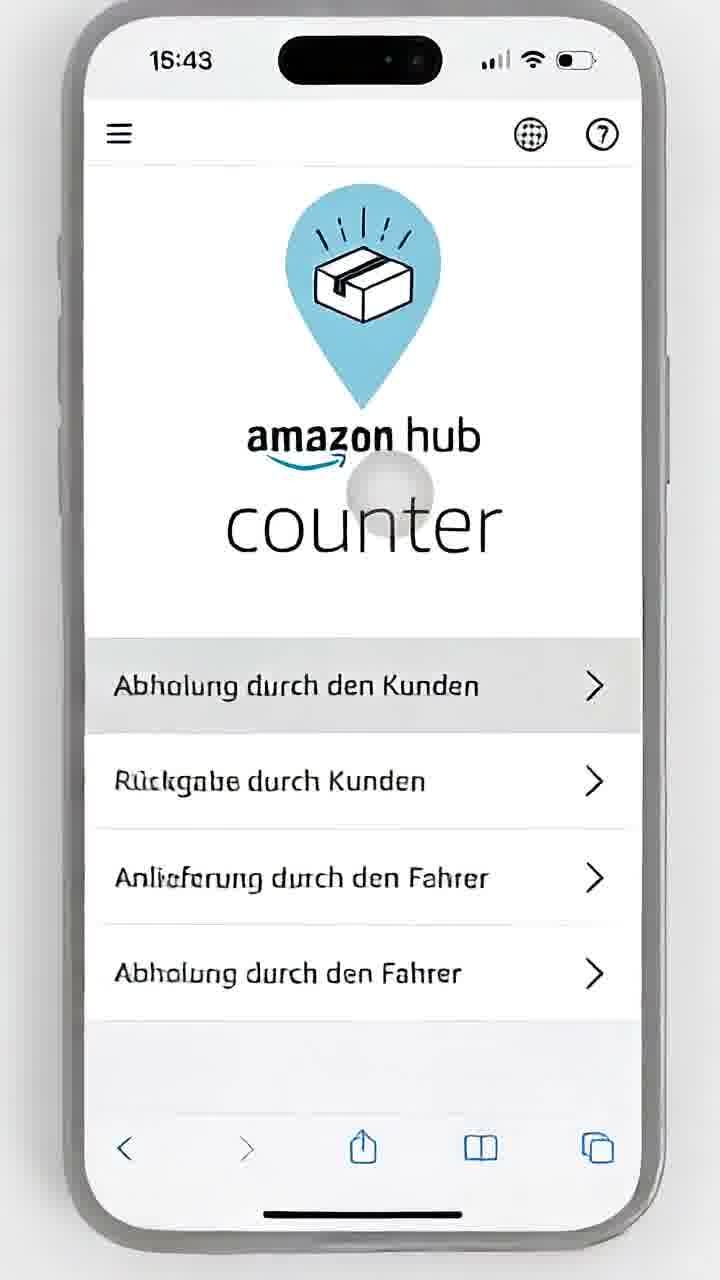 15:43
amazon hub
counter
Abholung durch den Kunden
Rückgabe durch Kunden
Anlieferung durch den Fahrer
Abholung durch den Fahrer